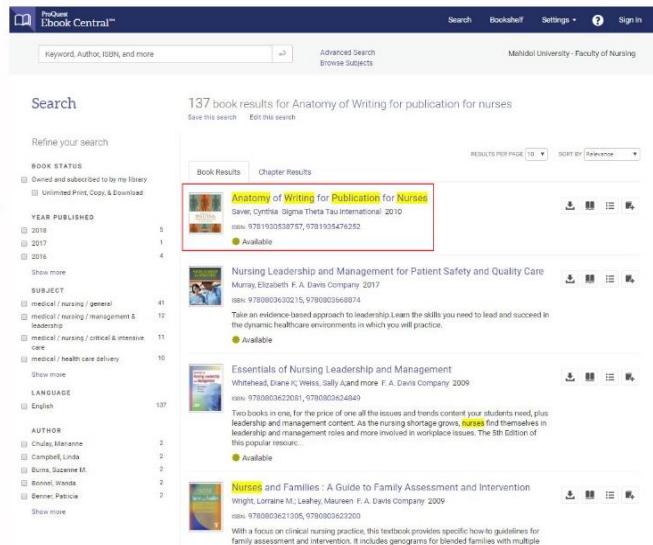 ProQuest
Ebook Central™
Search Bookshelf Settings ? Sign In
Keyword, Author, ISBN, and more
Advanced Search
Browse Subjects
Mahidol University - Faculty of Nursing
Search
137 book results for Anatomy of Writing for publication for nurses
Save this search Edit this search
Refine your search
RESULTS PER PAGE 10 SORT BY Relevance
BOOK STATUS
Owned and subscribed to by my library
Unlimited Print, Copy, & Download
YEAR PUBLISHED
2018 5
2017 1
2016 4
Show more
SUBJECT
medical / nursing / general 41
medical / nursing / management & 12
leadership
medical / nursing / critical & intensive 11
care
medical / health care delivery 10
Show more
LANGUAGE
English 137
AUTHOR
Chulay, Marianne 2
Campbell, Linda 2
Burns, Suzanne M. 2
Bonnel, Wanda 2
Benner, Patricia 2
Show more
Book Results Chapter Results
Anatomy of Writing for Publication for Nurses
Saver, Cynthia Sigma Theta Tau International 2010
ISBN: 9781930538757, 9781935476252
Available
Nursing Leadership and Management for Patient Safety and Quality Care
Murray, Elizabeth F. A. Davis Company 2017
ISBN: 9780803630215, 9780803668874
Take an evidence-based approach to leadership.Learn the skills you need to lead and succeed in
the dynamic healthcare environments in which you will practice.
Available
Essentials of Nursing Leadership and Management
Whitehead, Diane K; Weiss, Sally A;and more F. A. Davis Company 2009
ISBN: 9780803622081, 9780803624849
Two books in one, for the price of one all the issues and trends content your students need, plus
leadership and management content. As the nursing shortage grows, nurses find themselves in
leadership and management roles and more involved in workplace issues. The 5th Edition of
this popular resourc...
Available
Nurses and Families : A Guide to Family Assessment and Intervention
Wright, Lorraine M.; Leahey, Maureen F. A. Davis Company 2009
ISBN: 9780803621305, 9780803623200
With a focus on clinical nursing practice, this textbook provides specific how-to guidelines for
family assessment and intervention. It includes genograms for blended families with multiple